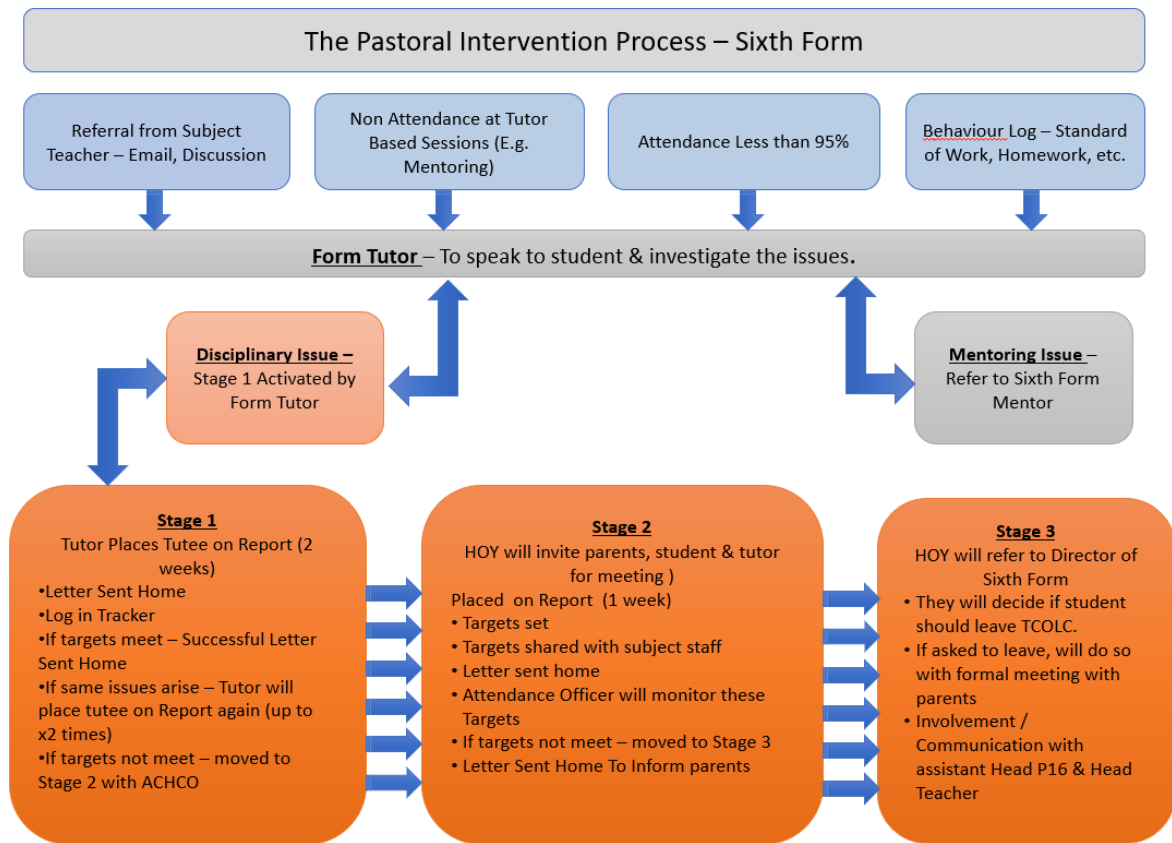 The Pastoral Intervention Process – Sixth Form
Referral from Subject
Teacher – Email, Discussion
Non Attendance at Tutor
Based Sessions (E.g.
Mentoring)
Attendance Less than 95%
Behaviour Log – Standard
of Work, Homework, etc.
Form Tutor – To speak to student & investigate the issues.
Disciplinary Issue –
Stage 1 Activated by
Form Tutor
Mentoring Issue –
Refer to Sixth Form
Mentor
Stage 1
Tutor Places Tutee on Report (2
weeks)
•Letter Sent Home
•Log in Tracker
•If targets meet – Successful Letter
Sent Home
•If same issues arise – Tutor will
place tutee on Report again (up to
x2 times)
•If targets not meet – moved to
Stage 2 with ACHCO
Stage 2
HOY will invite parents, student & tutor
for meeting )
Placed on Report (1 week)
• Targets set
• Targets shared with subject staff
• Letter sent home
• Attendance Officer will monitor these
Targets
• If targets not meet – moved to Stage 3
• Letter Sent Home To Inform parents
Stage 3
HOY will refer to Director of
Sixth Form
• They will decide if student
should leave TCOLC.
• If asked to leave, will do so
with formal meeting with
parents
• Involvement /
Communication with
assistant Head P16 & Head
Teacher